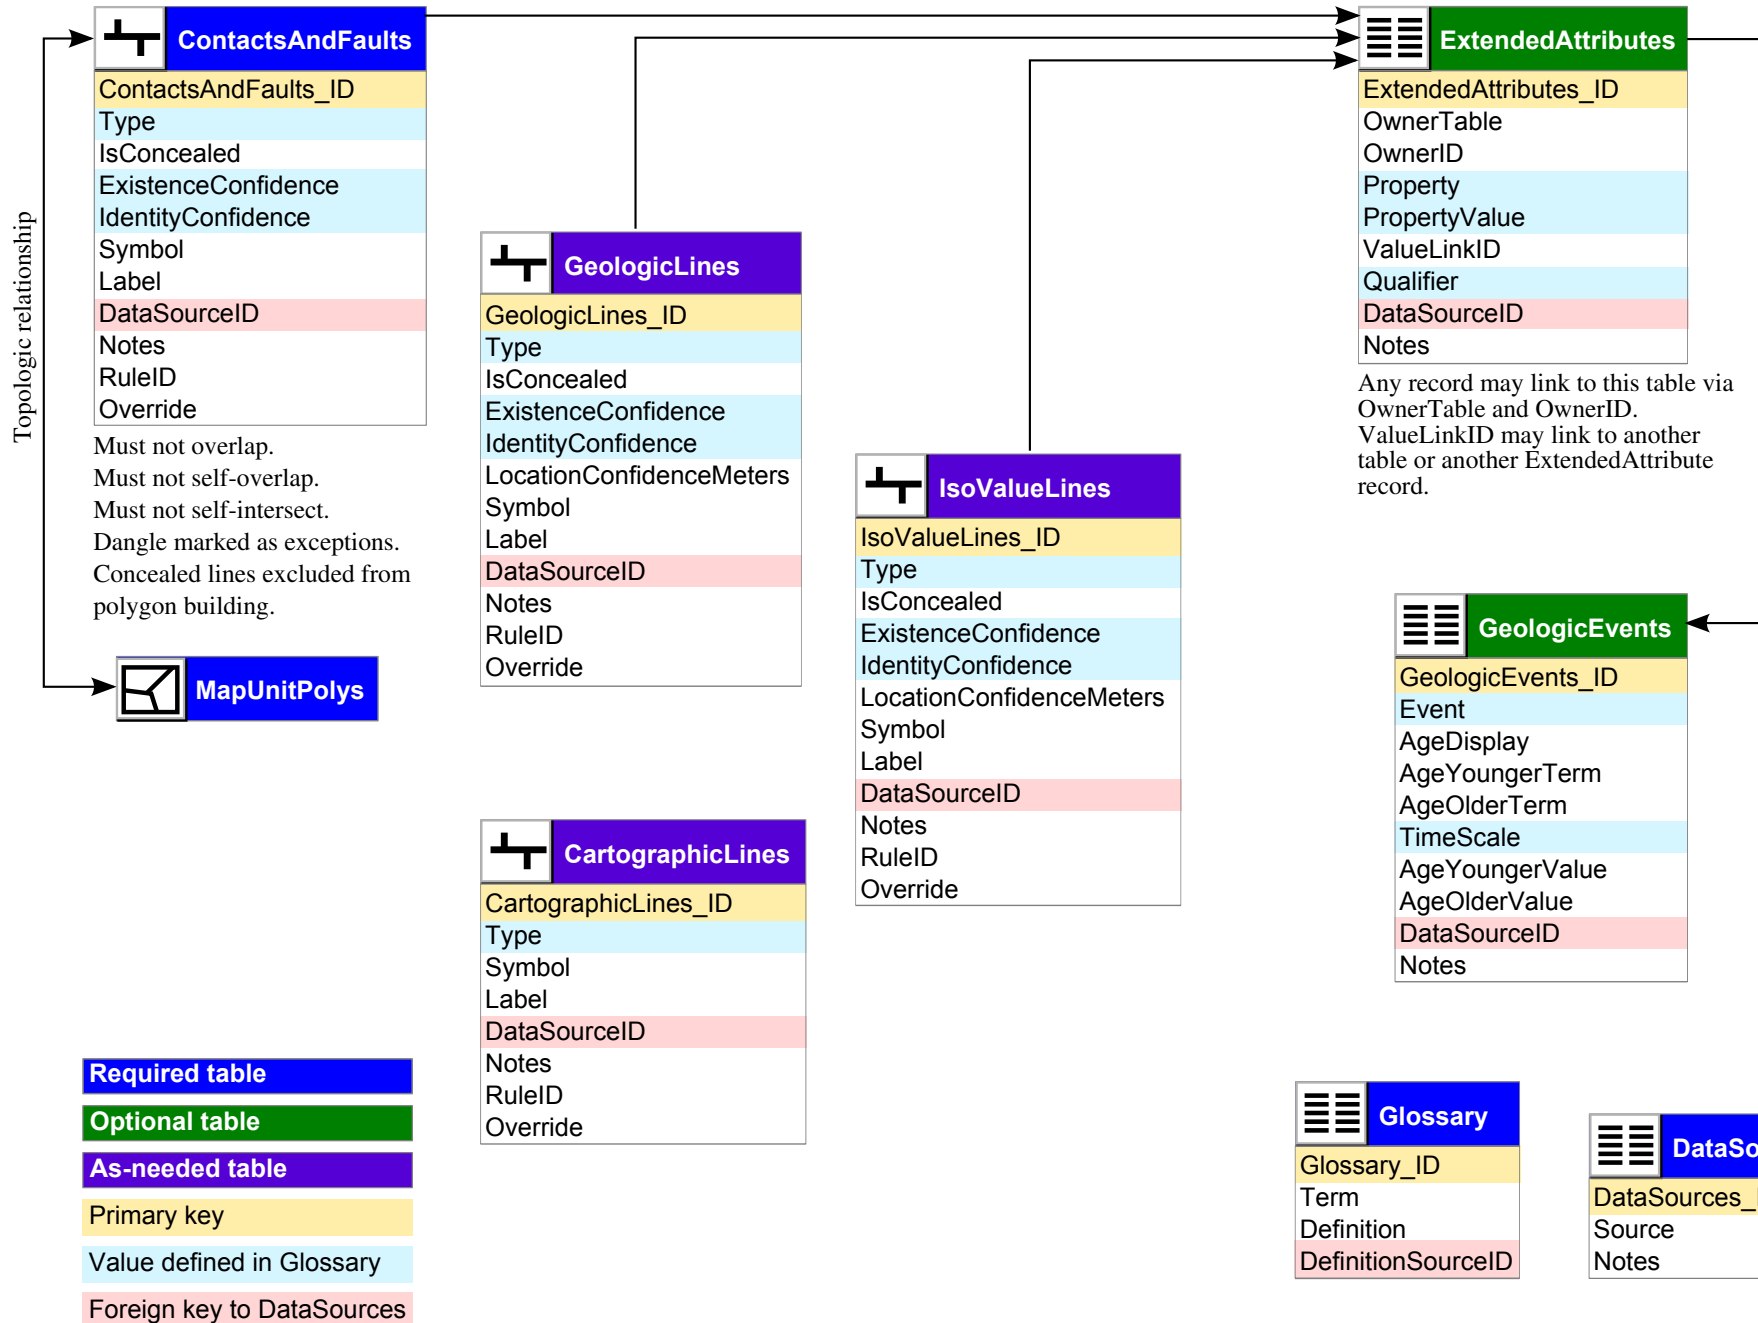 Topologic relationship
ContactsAndFaults
ContactsAndFaults_ID
Type
IsConcealed
ExistenceConfidence
IdentityConfidence
Symbol
Label
DataSourceID
Notes
RuleID
Override
Must not overlap.
Must not self-overlap.
Must not self-intersect.
Dangle marked as exceptions.
Concealed lines excluded from
polygon building.
MapUnitPolys
GeologicLines
GeologicLines_ID
Type
IsConcealed
ExistenceConfidence
IdentityConfidence
LocationConfidenceMeters
Symbol
Label
DataSourceID
Notes
RuleID
Override
CartographicLines
CartographicLines_ID
Type
Symbol
Label
DataSourceID
Notes
RuleID
Override
IsoValueLines
IsoValueLines_ID
Type
IsConcealed
ExistenceConfidence
IdentityConfidence
LocationConfidenceMeters
Symbol
Label
DataSourceID
Notes
RuleID
Override
ExtendedAttributes
ExtendedAttributes_ID
OwnerTable
OwnerID
Property
PropertyValue
ValueLinkID
Qualifier
DataSourceID
Notes
Any record may link to this table via
OwnerTable and OwnerID.
ValueLinkID may link to another
table or another ExtendedAttribute
record.
GeologicEvents
GeologicEvents_ID
Event
AgeDisplay
AgeYoungerTerm
AgeOlderTerm
TimeScale
AgeYoungerValue
AgeOlderValue
DataSourceID
Notes
Required table
Optional table
As-needed table
Primary key
Value defined in Glossary
Foreign key to DataSources
Glossary
Glossary_ID
Term
Definition
DefinitionSourceID
DataSo
DataSources_
Source
Notes